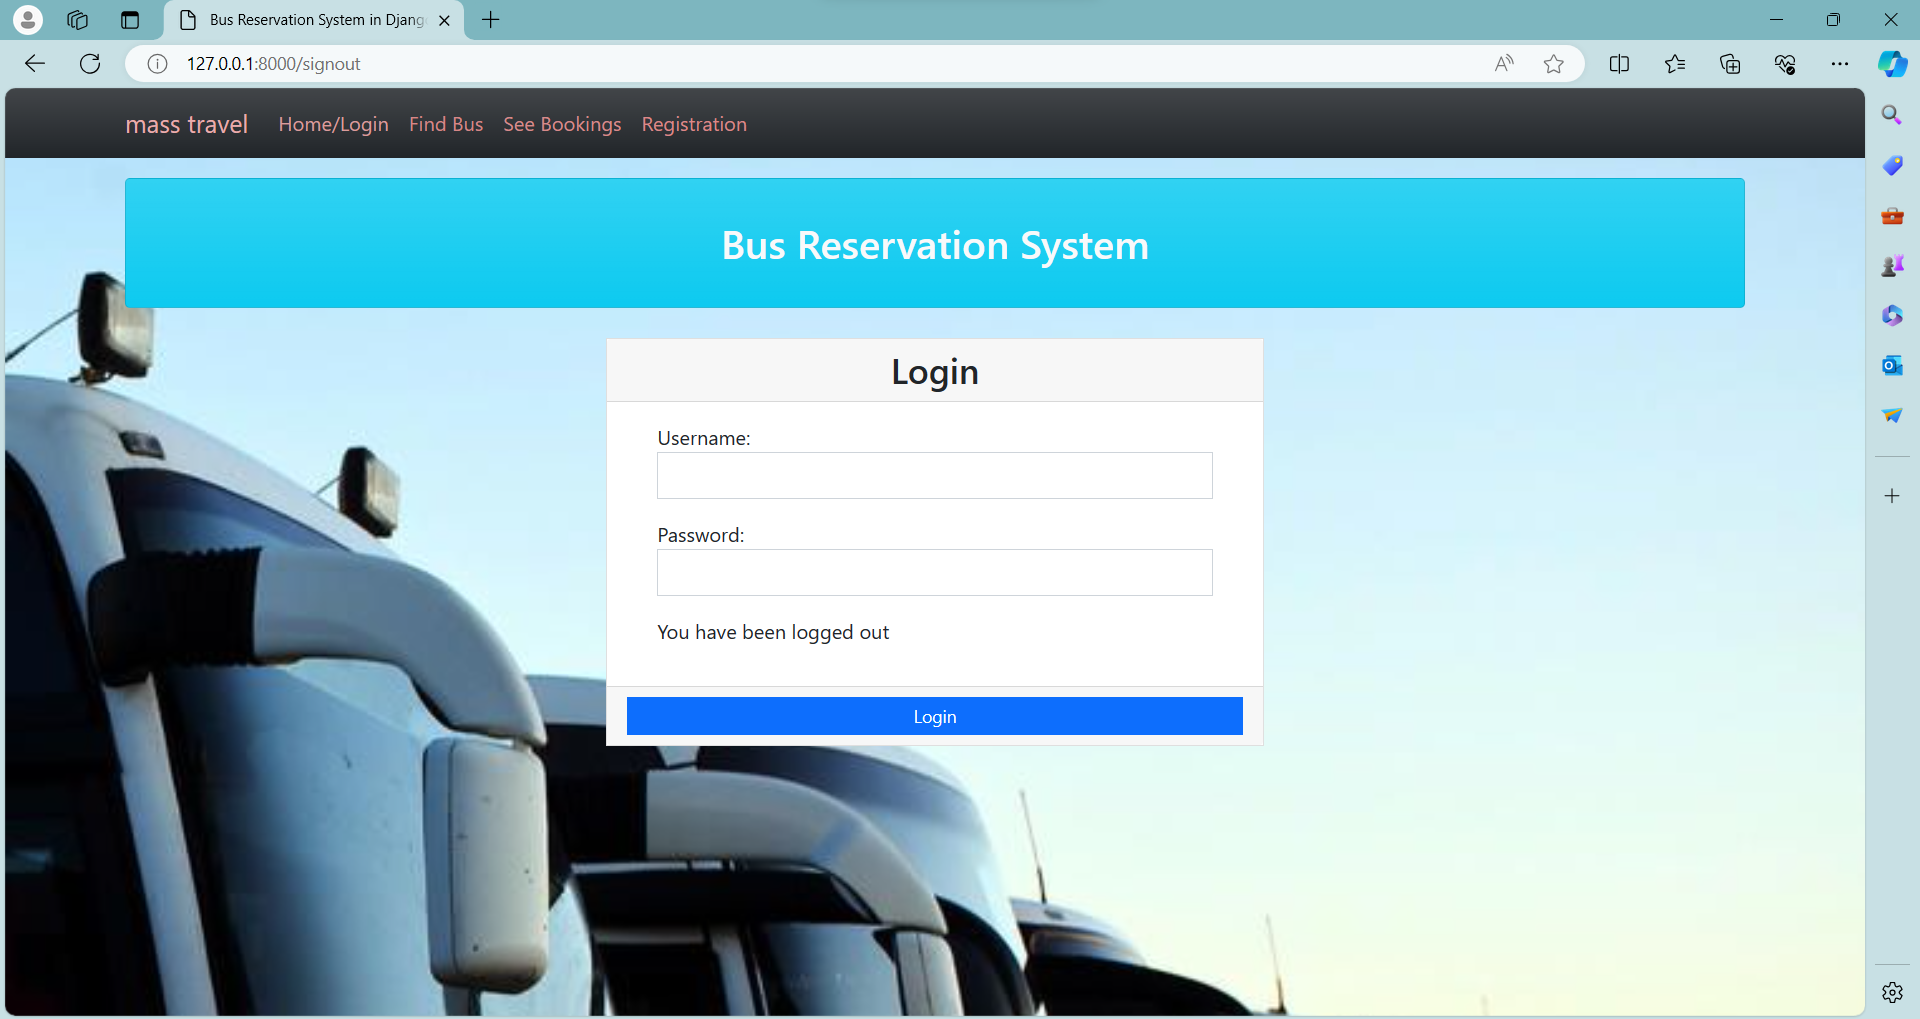 Bus Reservation System in Djang
127.0.0.1:8000/signout
mass travel Home/Login Find Bus See Bookings Registration
Bus Reservation System
Login
Username:
Password:
You have been logged out
Login